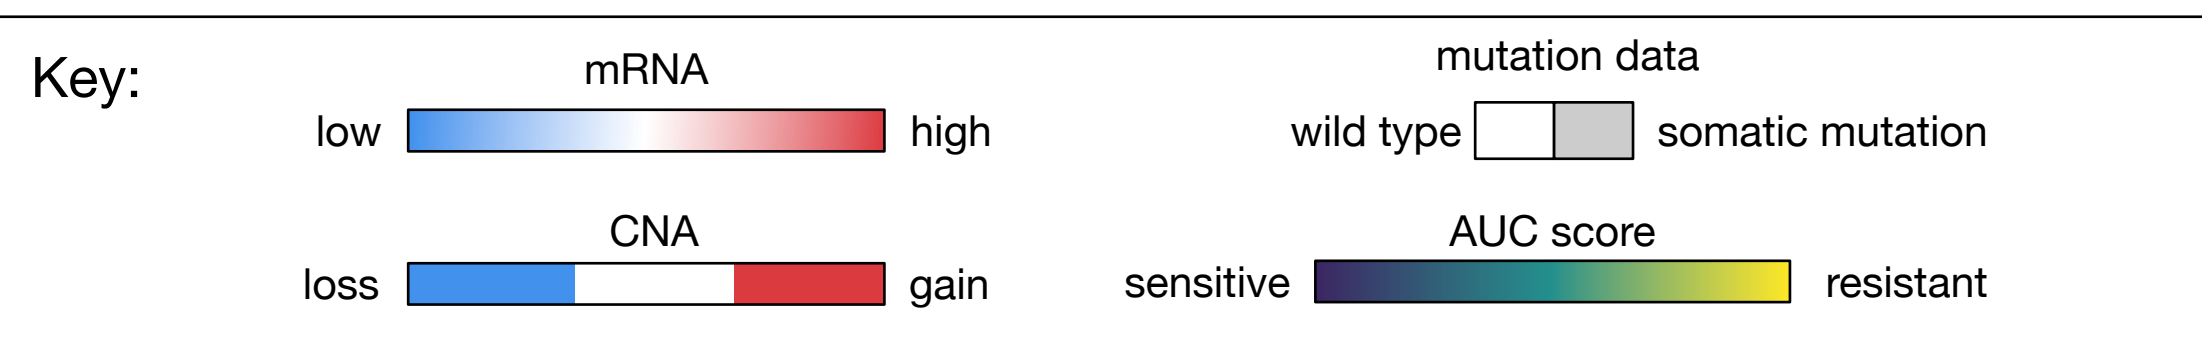 Key:
mRNA
low high
CNA
loss gain
mutation data
wild type somatic mutation
AUC score
sensitive resistant